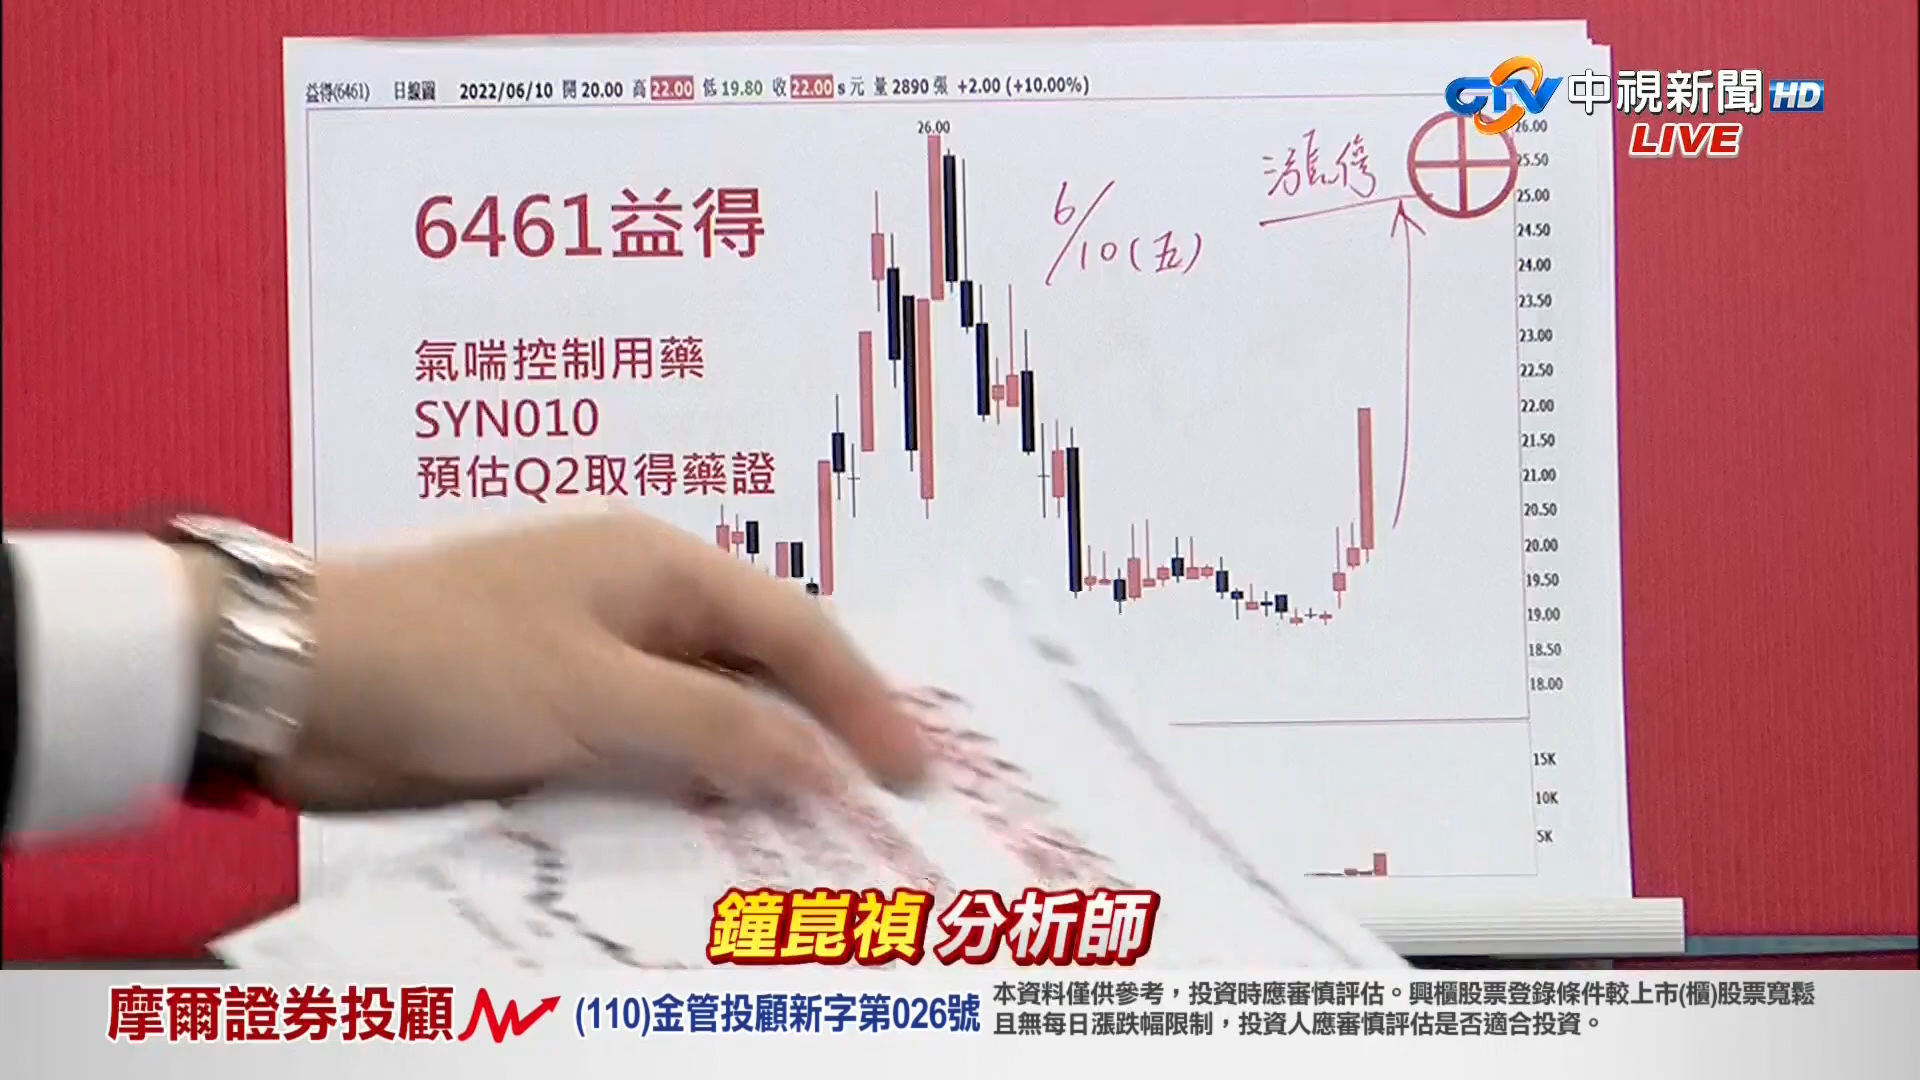 益得(6461) 日線圖 2022/06/10 開 20.00 高 22.00 低 19.80 收 22.00 s 元 量 2890 張 +2.00 (+10.00%)
CTV 中視新聞 HD
LIVE
26.00
6461益得
6/10(五)
漲停
氣喘控制用藥
SYN010
預估Q2取得藥證
26.00
25.50
25.00
24.50
24.00
23.50
23.00
22.50
22.00
21.50
21.00
20.50
20.00
19.50
19.00
18.50
18.00
15K
10K
5K
鐘崑禎 分析師
摩爾證券投顧 (110)金管投顧新字第026號
本資料僅供參考，投資時應審慎評估。興櫃股票登錄條件較上市(櫃)股票寬鬆
且無每日漲跌幅限制，投資人應審慎評估是否適合投資。